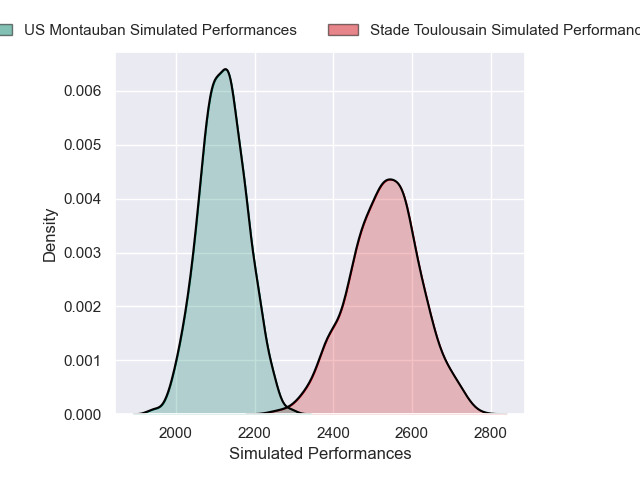 US Montauban Simulated Performances Stade Toulousain Simulated Performanc
0.006
0.005
0.004
0.003
0.002
0.001
0.000
Density
2000 2200 2400 2600 2800
Simulated Performances